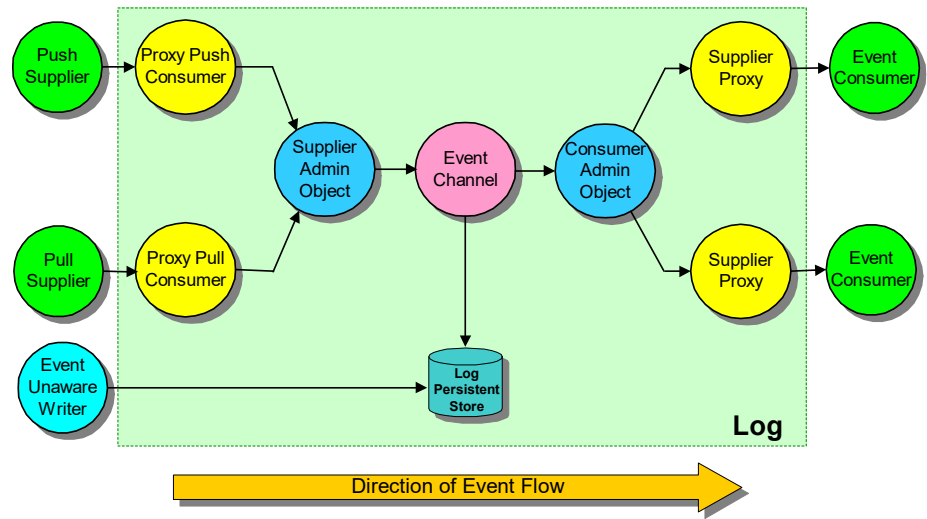 Push
Supplier
Proxy Push
Consumer
Supplier
Proxy
Event
Consumer
Supplier
Admin
Object
Event
Channel
Consumer
Admin
Object
Pull
Supplier
Proxy Pull
Consumer
Supplier
Proxy
Event
Consumer
Event
Unaware
Writer
Log
Persistent
Store
Log
Direction of Event Flow